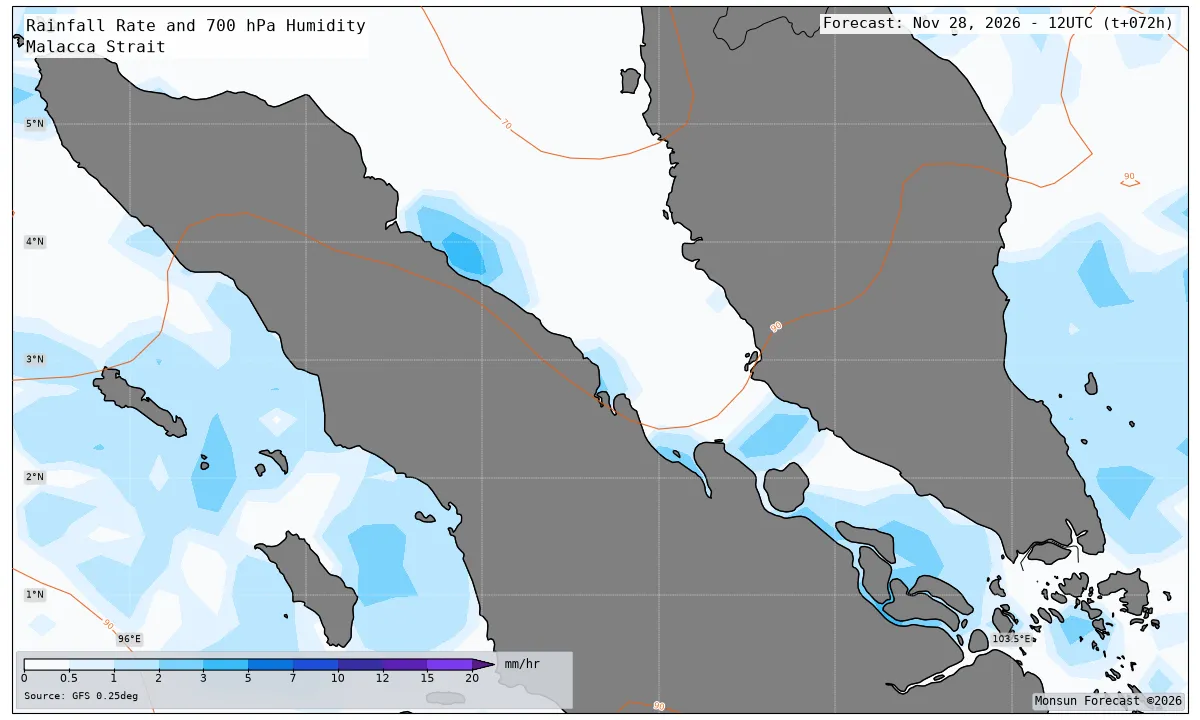 Rainfall Rate and 700 hPa Humidity
Malacca Strait
Forecast: Nov 28, 2026 - 12UTC (t+072h)
70
5°N
90
4°N
90
3°N
2°N
1°N
90
96°E
103.5°E
0 0.5 1 2 3 5 7 10 12 15 20
mm/hr
Source: GFS 0.25deg
90
Monsun Forecast ©2026